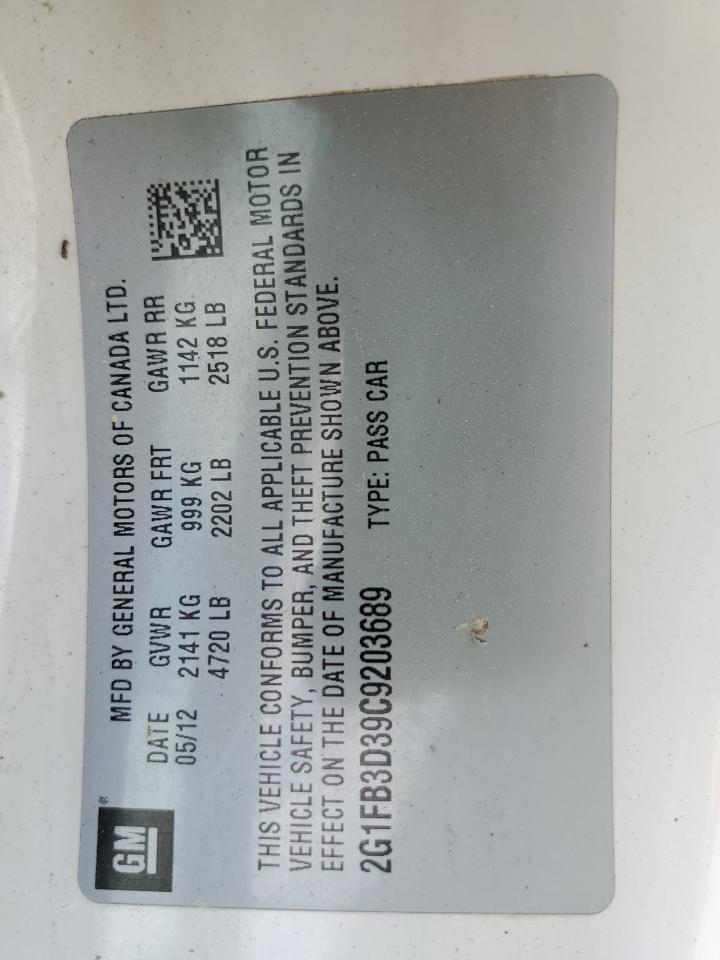 GM ®
MFD BY GENERAL MOTORS OF CANADA LTD.
DATE GVWR GAWR FRT GAWR RR
05/12 2141 KG 999 KG 1142 KG
4720 LB 2202 LB 2518 LB
THIS VEHICLE CONFORMS TO ALL APPLICABLE U.S. FEDERAL MOTOR
VEHICLE SAFETY, BUMPER, AND THEFT PREVENTION STANDARDS IN
EFFECT ON THE DATE OF MANUFACTURE SHOWN ABOVE.
2G1FB3D39C9203689 TYPE: PASS CAR